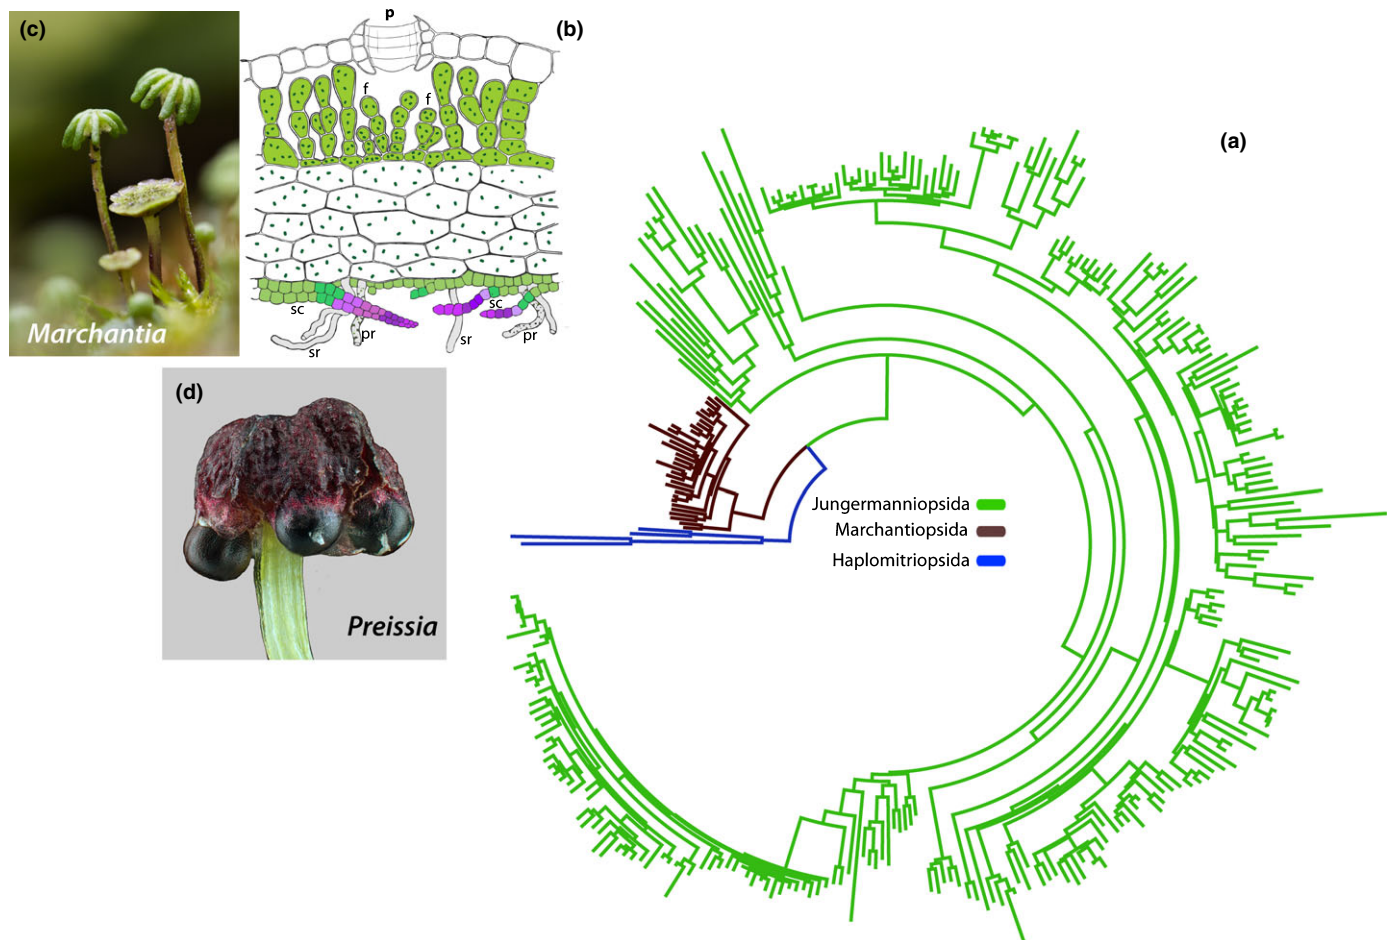 (c)
p
(b)
(a)
f
f
sc
sc
sr
pr
sr
pr
Marchantia
(d)
Preissia
Jungermanniopsida
Marchantiopsida
Haplomitriopsida